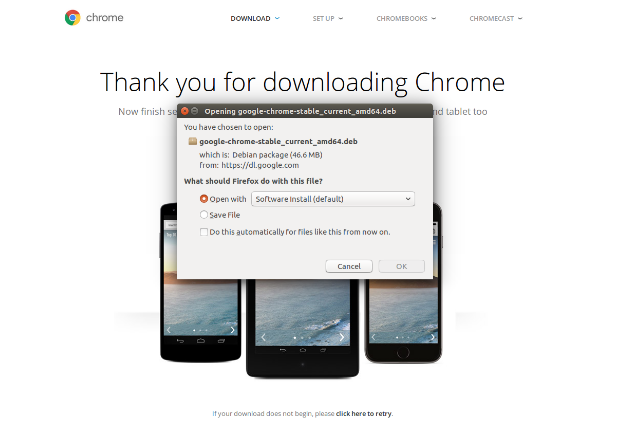 chrome
DOWNLOAD
SET UP
CHROMEBOOKS
CHROMECAST
Thank you for downloading Chrome
Now finish se
nd tablet too
Opening google-chrome-stable_current_amd64.deb
You have chosen to open:
google-chrome-stable_current_amd64.deb
which is: Debian package (46.6 MB)
from: https://dl.google.com
What should Firefox do with this file?
Open with Software Install (default)
Save File
Do this automatically for files like this from now on.
Cancel OK
If your download does not begin, please click here to retry.